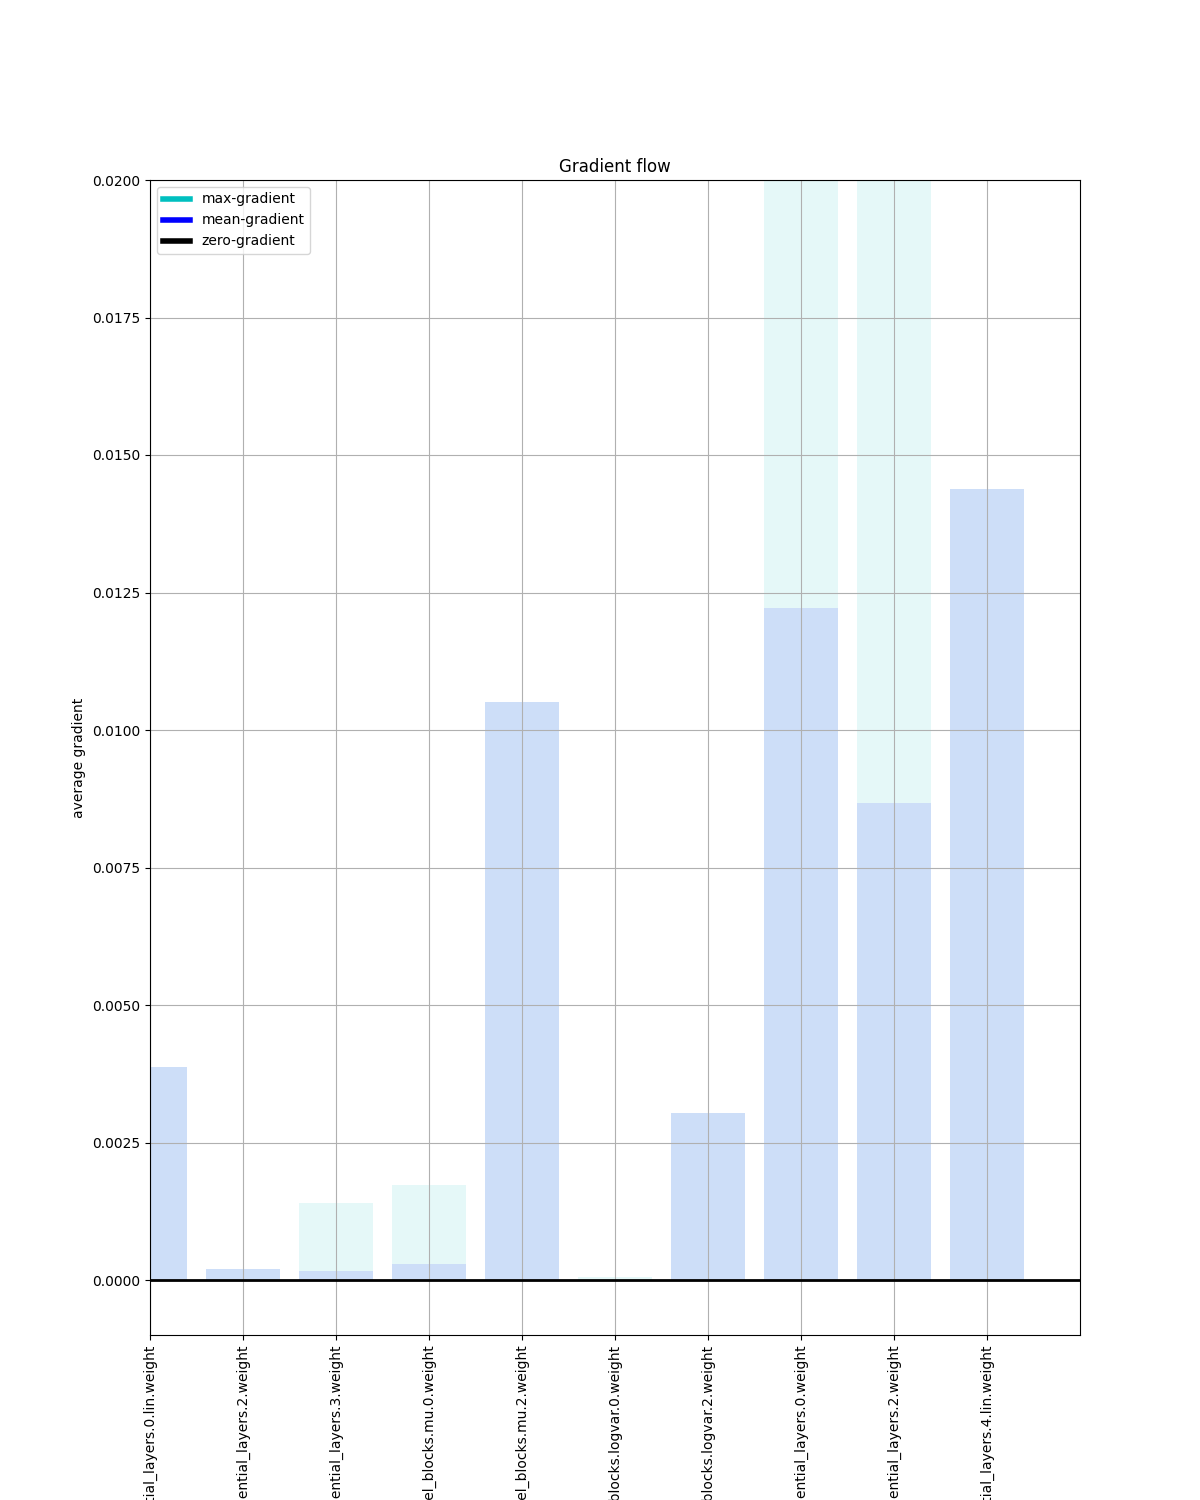 Gradient flow
max-gradient
mean-gradient
zero-gradient
0.0200
0.0175
0.0150
0.0125
0.0100
0.0075
0.0050
0.0025
0.0000
average gradient
tial_layers.0.lin.weight
ential_layers.2.weight
ential_layers.3.weight
el_blocks.mu.0.weight
el_blocks.mu.2.weight
blocks.logvar.0.weight
blocks.logvar.2.weight
ential_layers.0.weight
ential_layers.2.weight
tial_layers.4.lin.weight